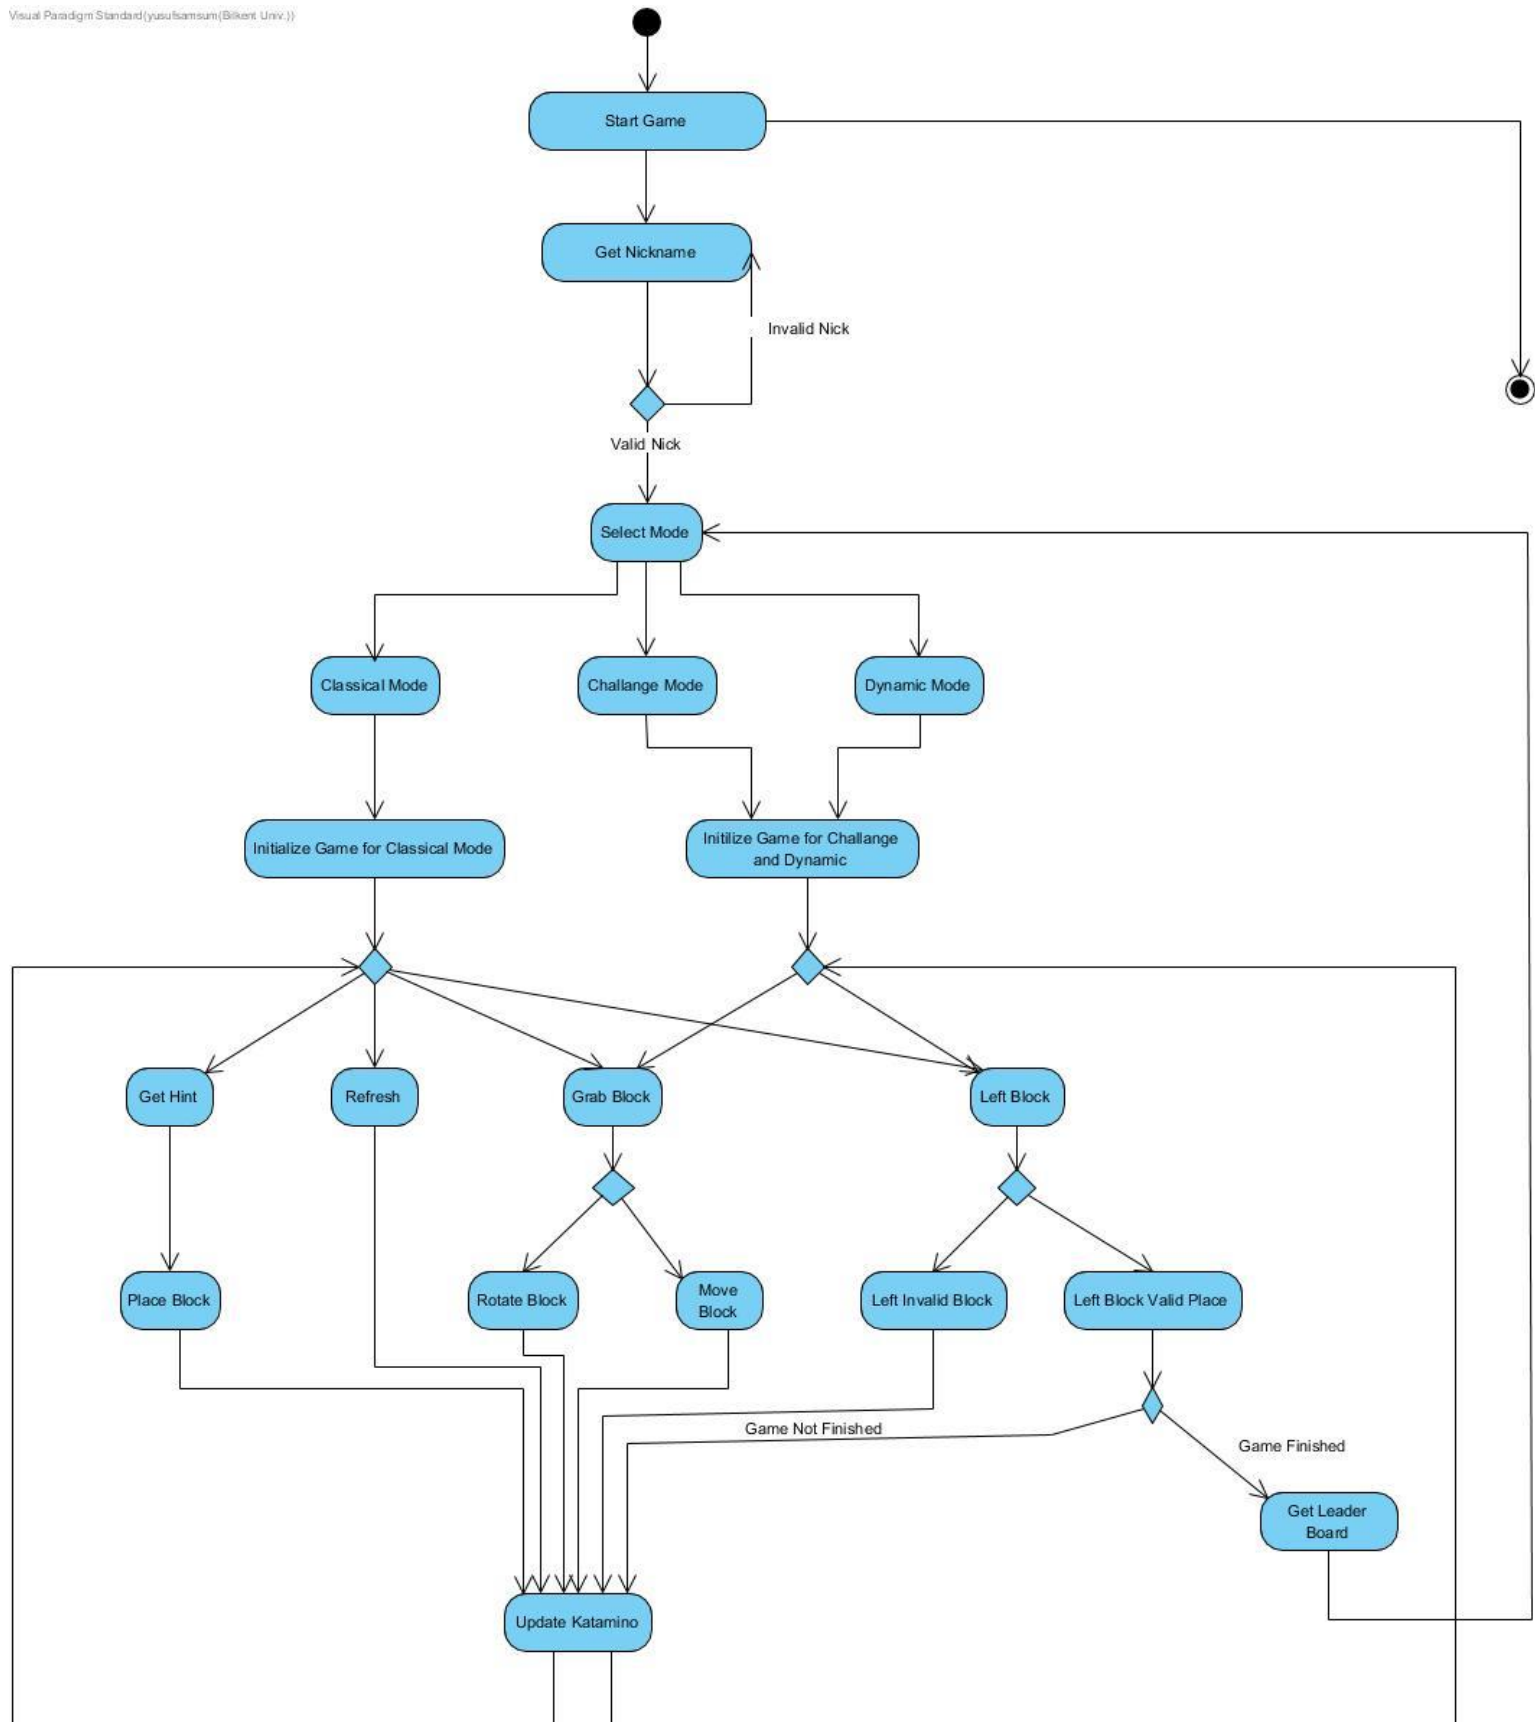 Visual Paradigm Standard(yusufsamsum(Bilkent Univ.))
Start Game
Get Nickname
Invalid Nick
Valid Nick
Select Mode
Classical Mode
Challange Mode
Dynamic Mode
Initialize Game for Classical Mode
Initilize Game for Challange
and Dynamic
Get Hint
Refresh
Grab Block
Left Block
Place Block
Rotate Block
Move
Block
Left Invalid Block
Left Block Valid Place
Game Not Finished
Game Finished
Get Leader
Board
Update Katamino